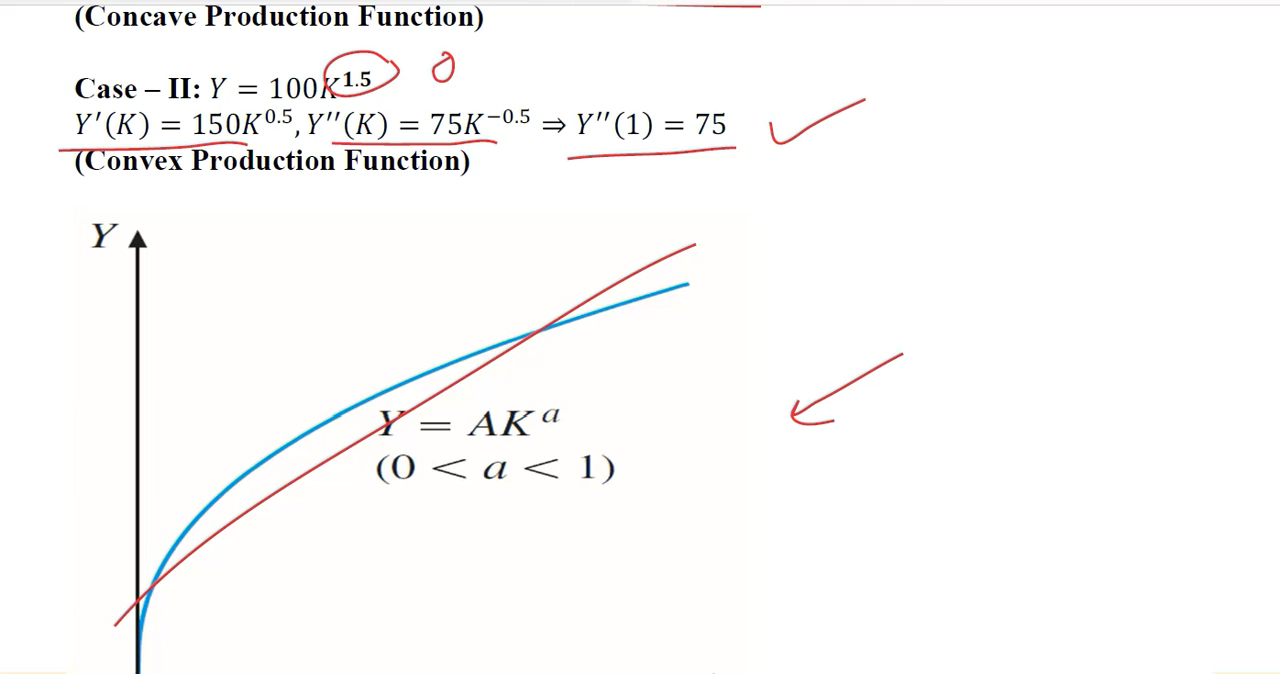 (Concave Production Function)
Case – II: Y = 100K^1.5
Y′(K) = 150K^0.5, Y′′(K) = 75K^−0.5 ⇒ Y′′(1) = 75
(Convex Production Function)
Y
Y = AK^a
(0 < a < 1)